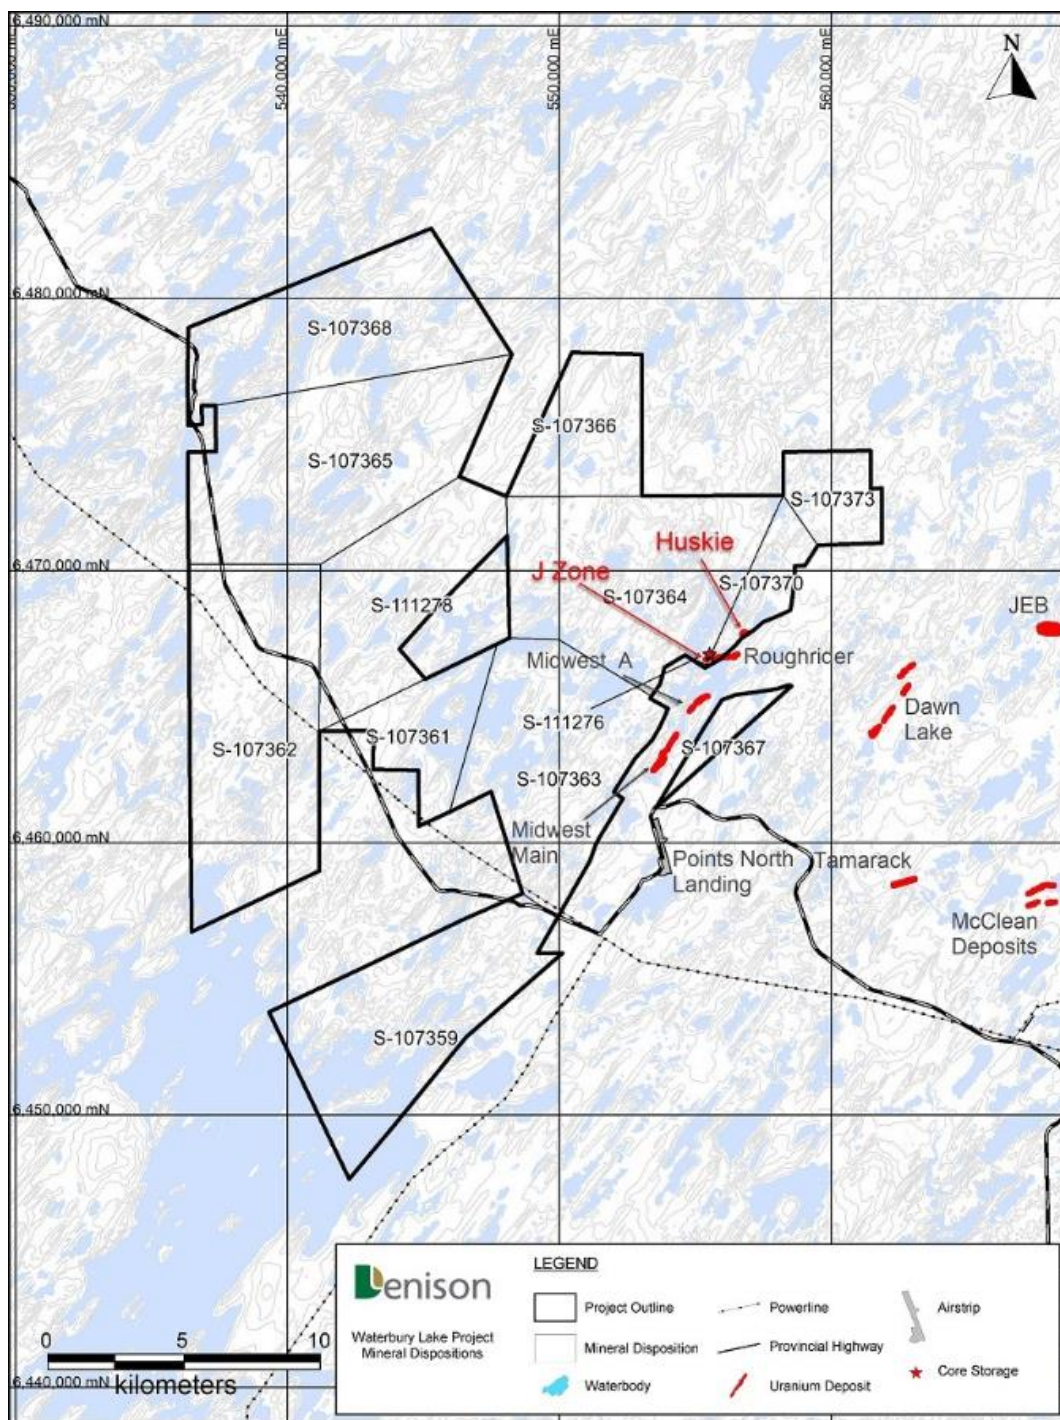 6,490,000 mN
540,000 mE
550,000 mE
560,000 mE
N
6,480,000 mN
S-107368
S-107366
S-107365
S-107373
Huskie
6,470,000 mN
J Zone
S-107370
S-107364
S-111278
JEB
Midwest A
Roughrider
S-111276
Dawn
Lake
S-107361
S-107362
S-107367
S-107363
Midwest
Main
6,460,000 mN
Points North
Landing
Tamarack
McClean
Deposits
S-107359
6,450,000 mN
Denison
Waterbury Lake Project
Mineral Dispositions
LEGEND
Project Outline
Powerline
Airstrip
Mineral Disposition
Provincial Highway
Core Storage
Waterbody
Uranium Deposit
0 5 10
kilometers
6,440,000 mN